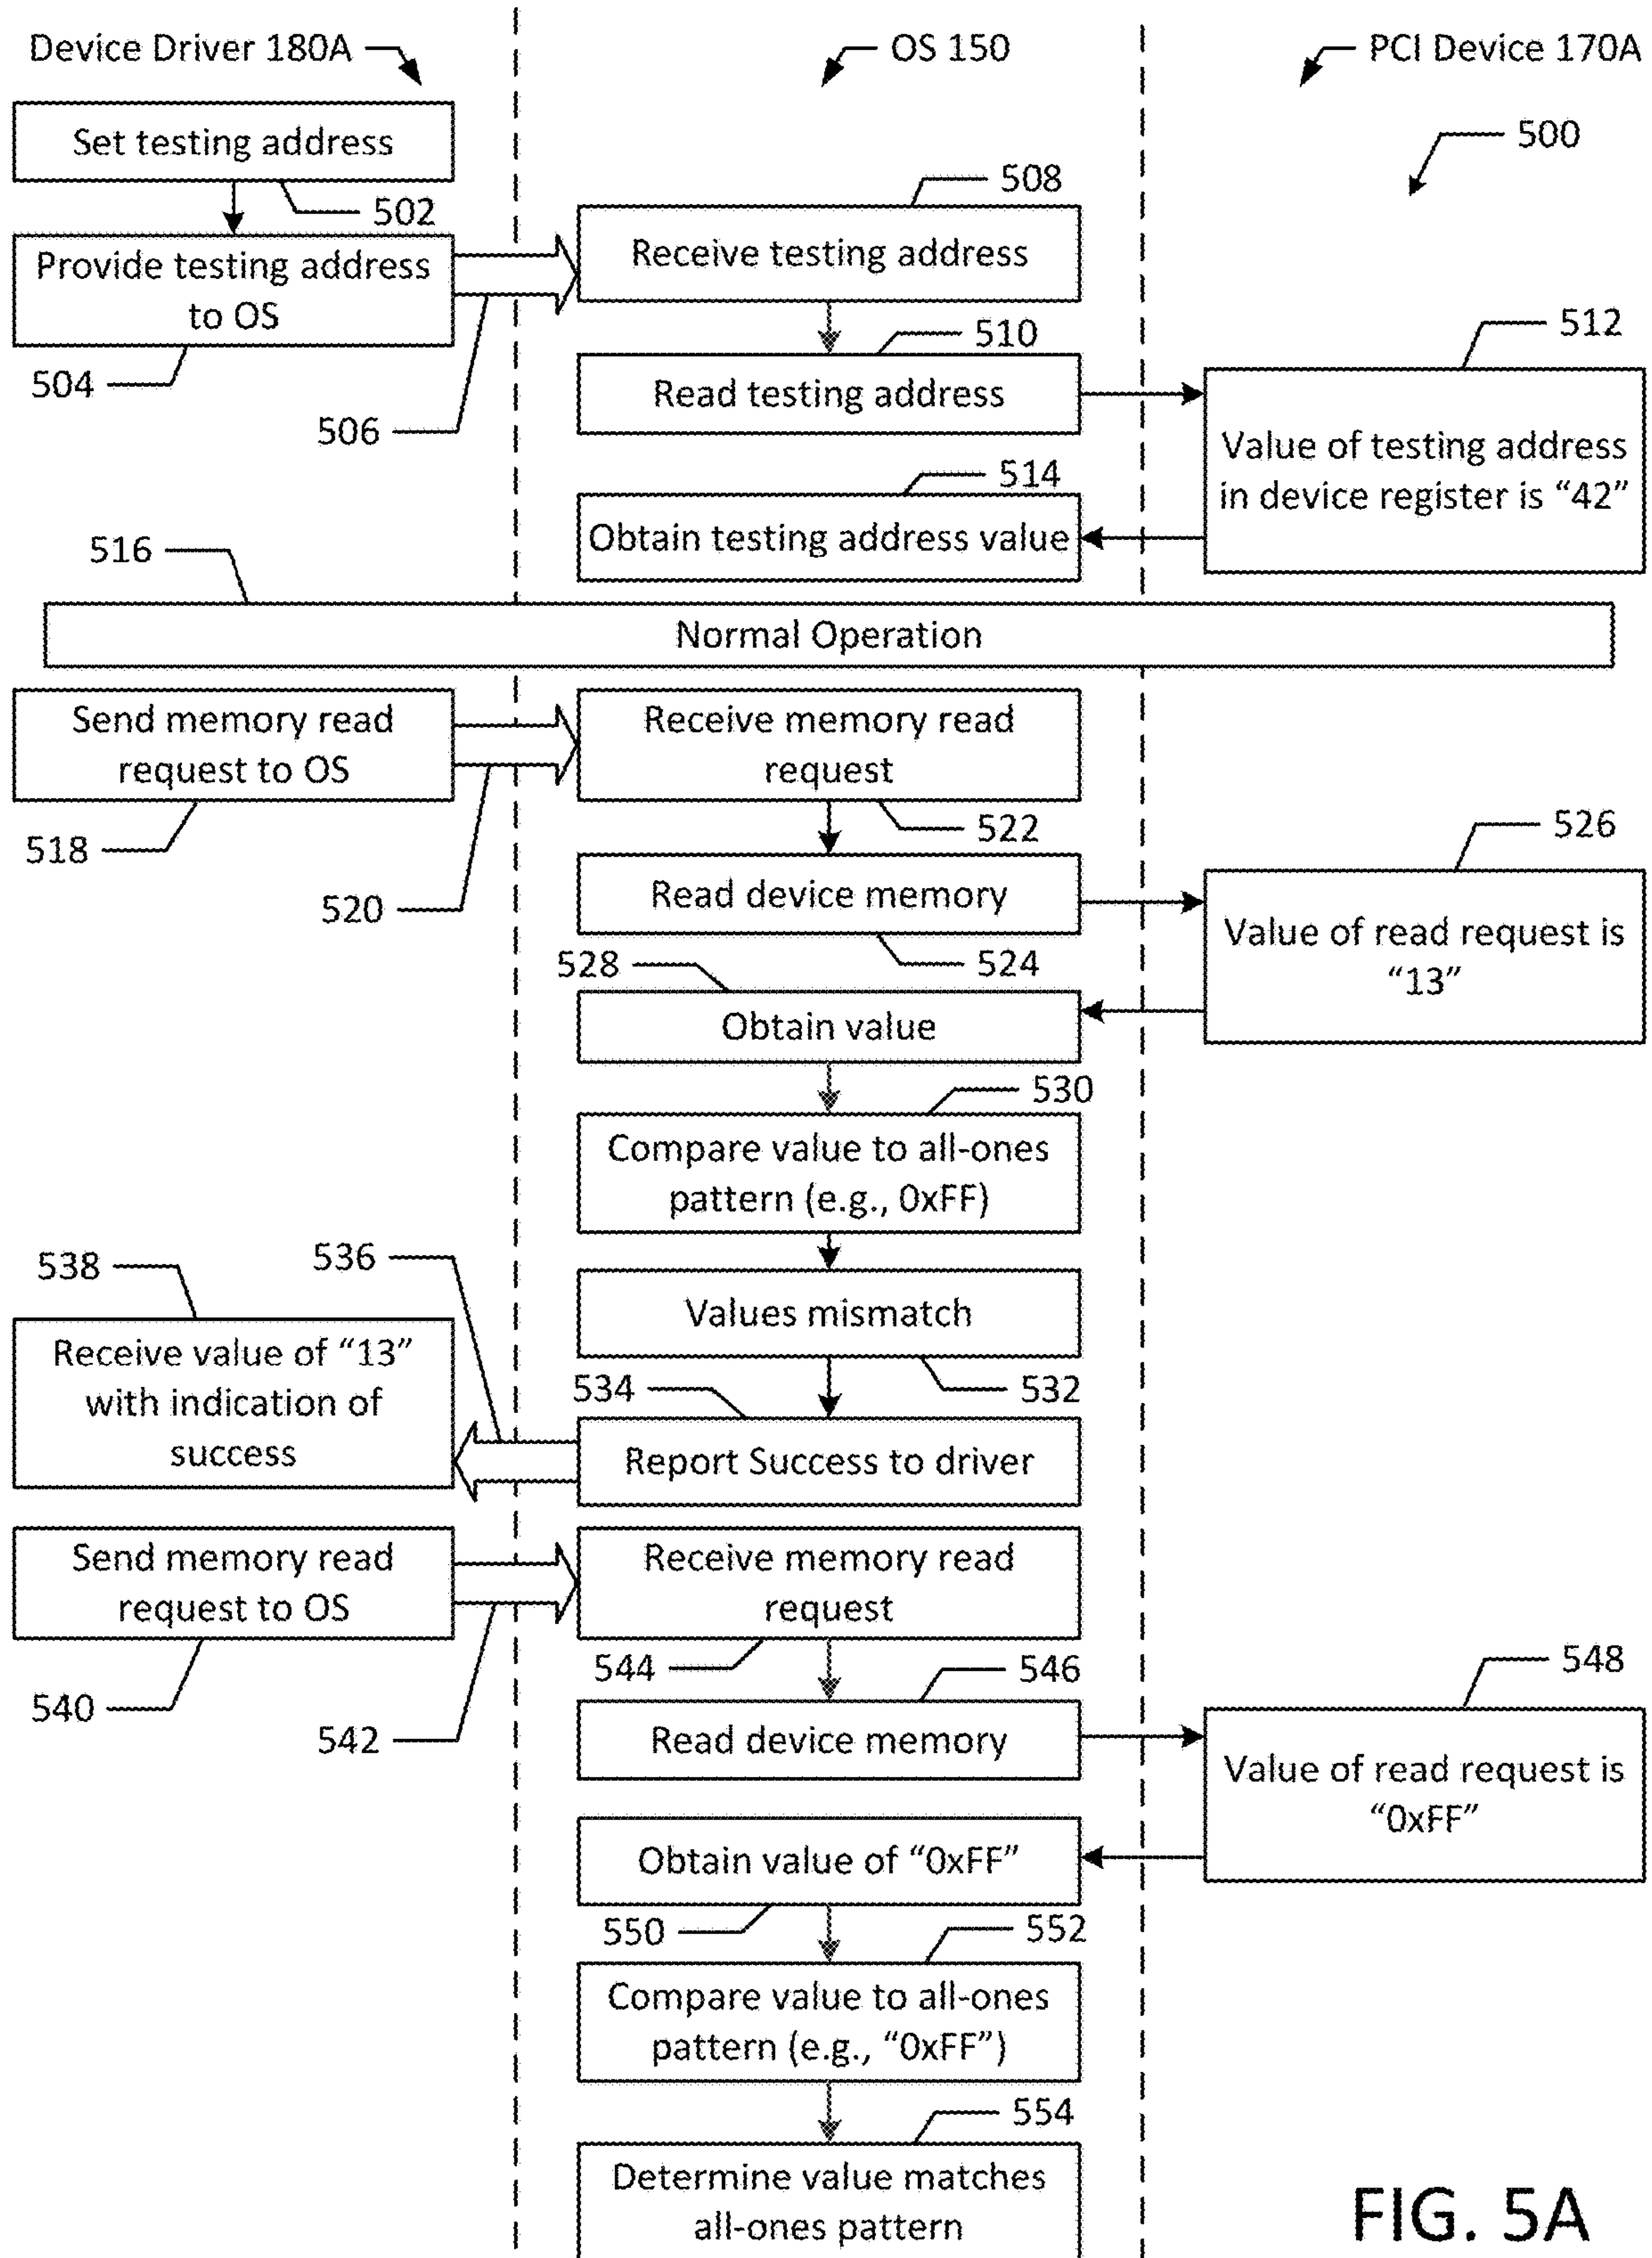 Device Driver 180A
OS 150
PCI Device 170A
500
Set testing address
502
Provide testing address
to OS
504
506
508
Receive testing address
510
Read testing address
512
Value of testing address
in device register is “42”
514
Obtain testing address value
516
Normal Operation
Send memory read
request to OS
518
520
Receive memory read
request
522
Read device memory
524
526
Value of read request is
“13”
528
Obtain value
530
Compare value to all-ones
pattern (e.g., 0xFF)
Values mismatch
532
534
Report Success to driver
536
538
Receive value of “13”
with indication of
success
Send memory read
request to OS
540
542
Receive memory read
request
544
546
Read device memory
548
Value of read request is
“0xFF”
Obtain value of “0xFF”
550
552
Compare value to all-ones
pattern (e.g., “0xFF”)
554
Determine value matches
all-ones pattern
FIG. 5A